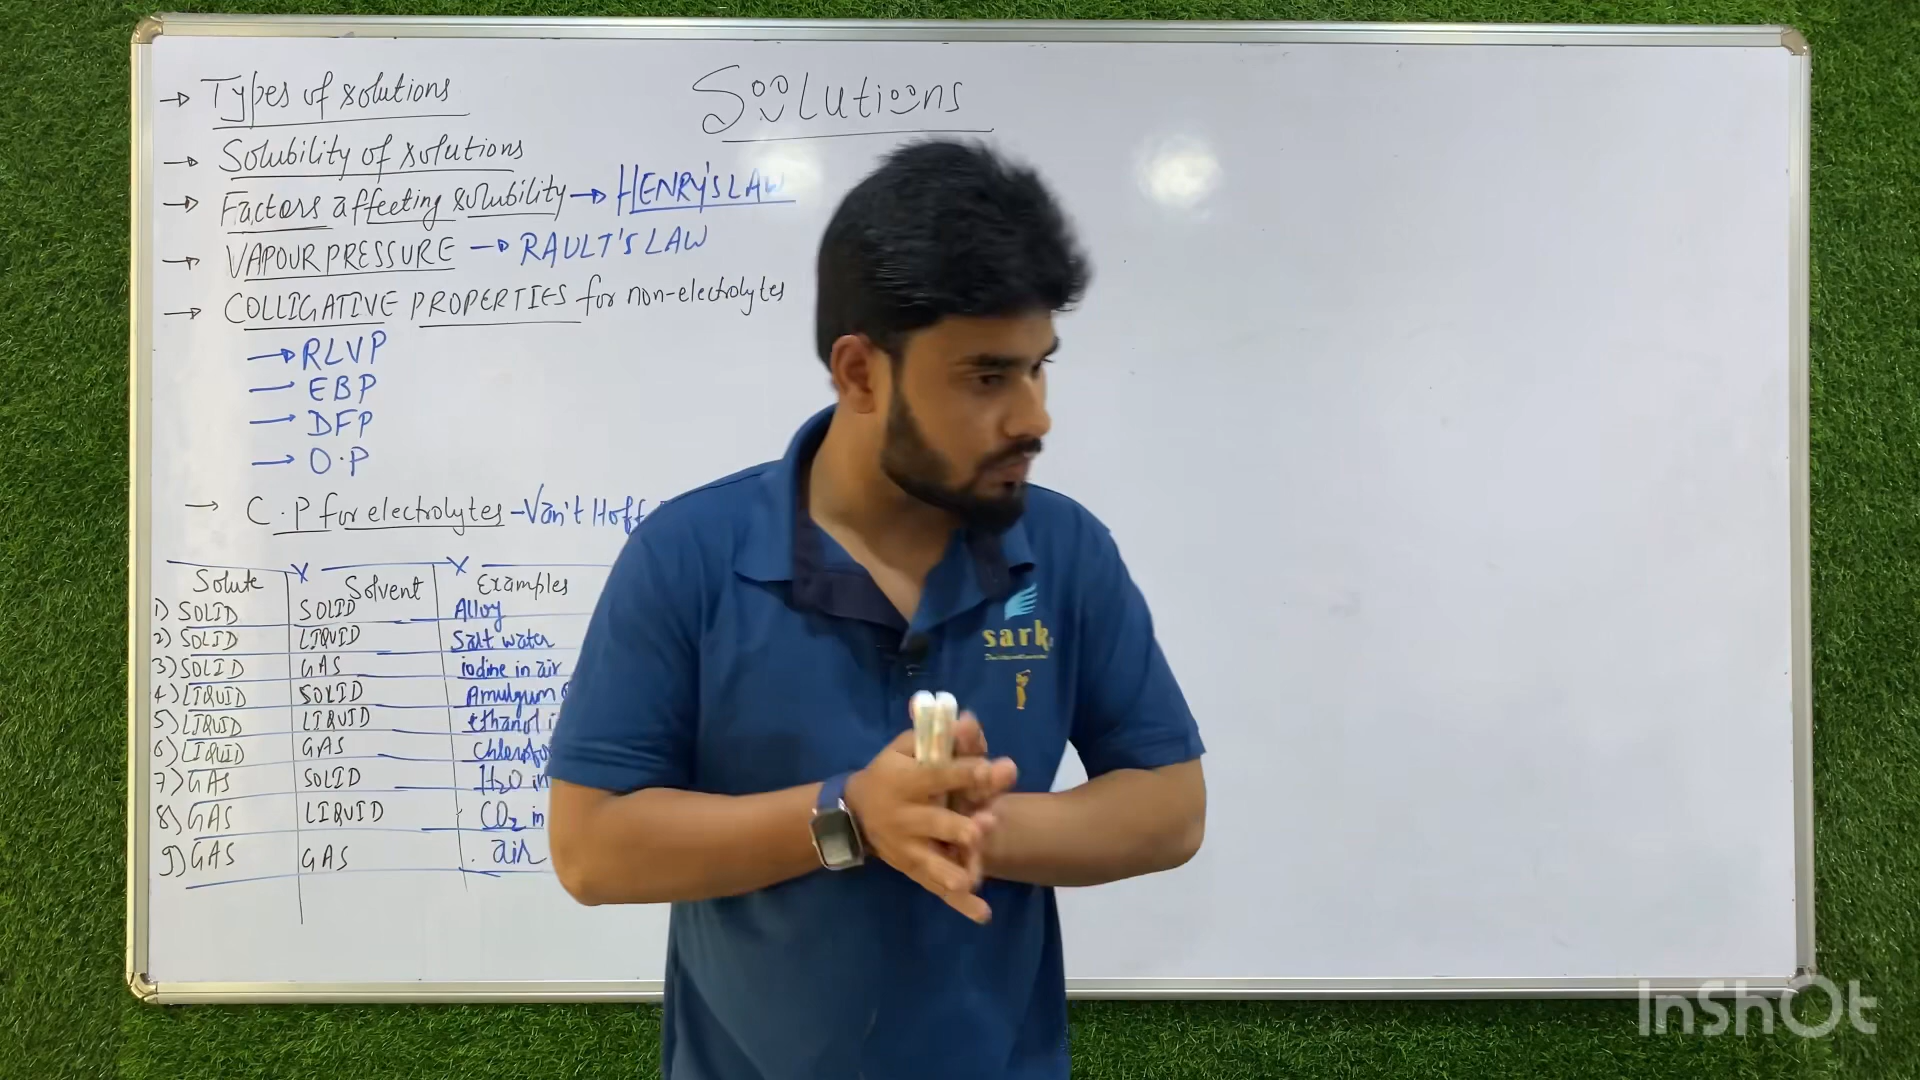 Solutions
→ Types of solutions
→ Solubility of solutions
→ Factors affecting solubility → HENRY'S LAW
→ VAPOUR PRESSURE → RAULT'S LAW
→ COLLIGATIVE PROPERTIES for non-electrolytes
→ RLVP
→ EBP
→ DFP
→ O.P
→ C.P for electrolytes - Van't Hoff
Solute Solvent Examples
1) SOLID SOLID Alloy
2) SOLID LIQUID Salt water
3) SOLID GAS iodine in air
4) LIQUID SOLID Amulgum
5) LIQUID LIQUID ethanol
6) LIQUID GAS
7) GAS SOLID H2O in
8) GAS LIQUID CO2 in
9) GAS GAS air
sark
InShOt